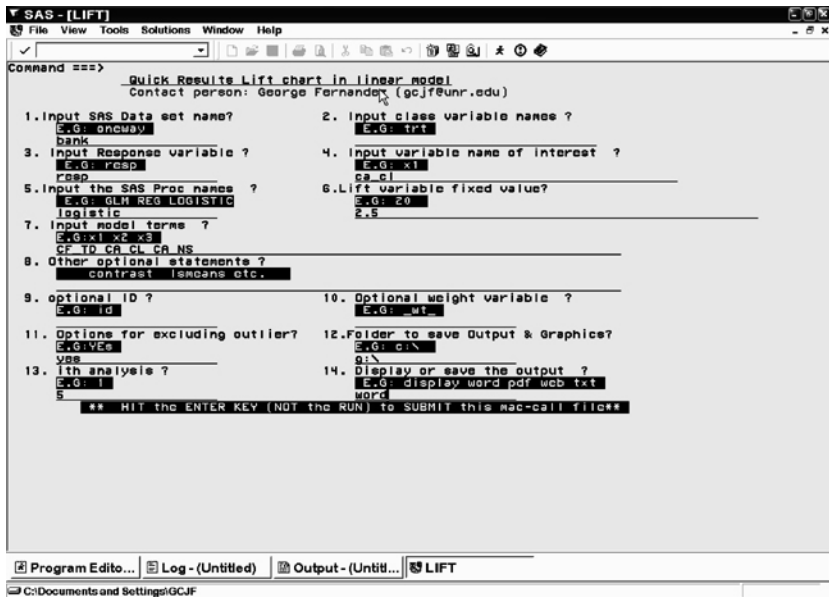 SAS - [LIFT]
File View Tools Solutions Window Help
Command ===>
Quick Results Lift chart in linear model
Contact person: George Fernandez (gcjf@unr.edu)
1.Input SAS Data set name? 2. Input class variable names ?
E.G: oneway E.G: trt
bank
3. Input Response variable ? 4. Input variable name of interest ?
E.G: resp E.G: x1
resp ca_cl
5.Input the SAS Proc names ? 6.Lift variable fixed value?
E.G: GLM REG LOGISTIC E.G: 20
logistic 2.5
7. Input model terms ?
E.G:x1 x2 x3
CF_TD CA_CL CA_NS
8. Other optional statements ?
contrast lsmeans etc.
9. optional ID ? 10. Optional weight variable ?
E.G: id E.G: _wt_
11. Options for excluding outlier? 12.Folder to save Output & Graphics?
E.G:YEs E.G: c:\
yes g:\
13. ith analysis ? 14. Display or save the output ?
E.G: 1 E.G: display word pdf web txt
5 word
** HIT the ENTER KEY (NOT the RUN) to SUBMIT this mac-call file**
Program Edito... Log - (Untitled) Output - (Untitl... LIFT
C:\Documents and Settings\GCJF